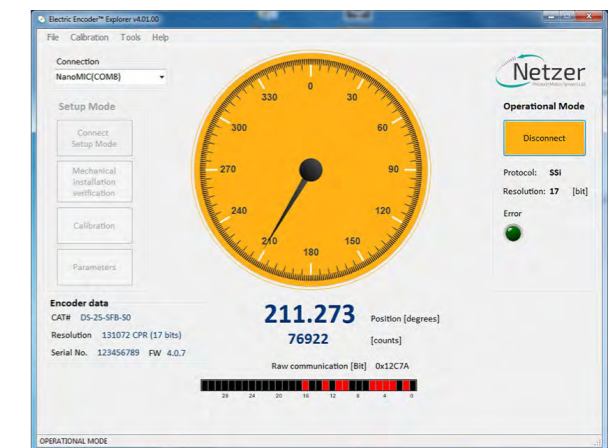 Electric Encoder™ Explorer v4.01.00
File Calibration Tools Help
Connection
NanoMIC(COM8)
Setup Mode
Connect
Setup Mode
Mechanical
installation
verification
Calibration
Parameters
0
30
60
90
120
150
180
210
240
270
300
330
Netzer
Operational Mode
Disconnect
Protocol: SSi
Resolution: 17 [bit]
Error
Encoder data
CAT# DS-25-SFB-S0
Resolution 131072 CPR (17 bits)
Serial No. 123456789 FW 4.0.7
211.273 Position [degrees]
76922 [counts]
Raw communication [Bit] 0x12C7A
28 24 20 16 12 8 4 0
OPERATIONAL MODE